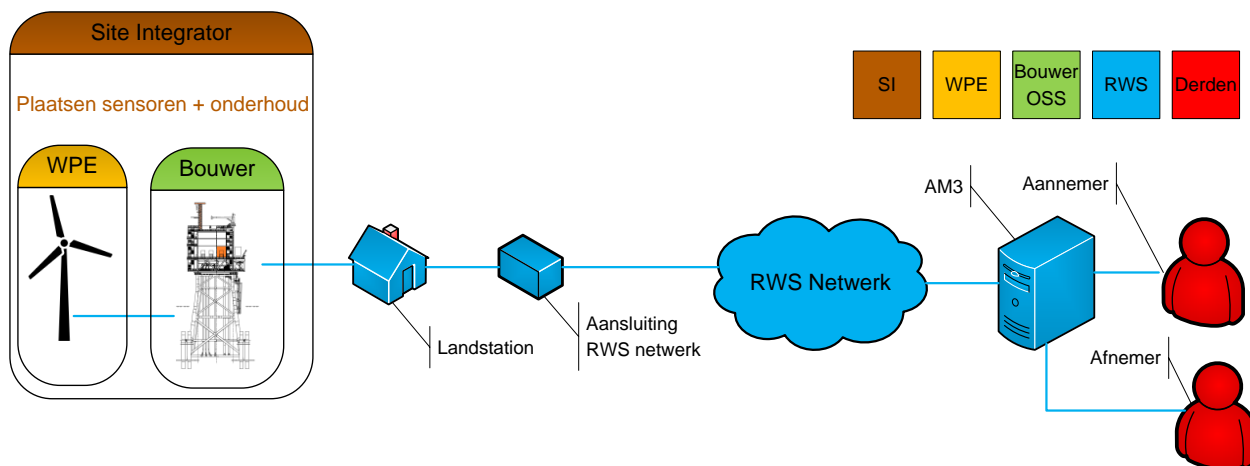 Site Integrator
Plaatsen sensoren + onderhoud
WPE
Bouwer
SI
WPE
Bouwer
OSS
RWS
Derden
Landstation
Aansluiting
RWS netwerk
RWS Netwerk
AM3
Aannemer
Afnemer